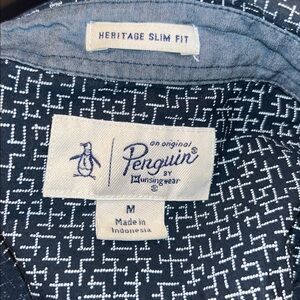 HERITAGE SLIM FIT
an original
Penguin®
BY
Munsingwear
®
M
Made in
Indonesia